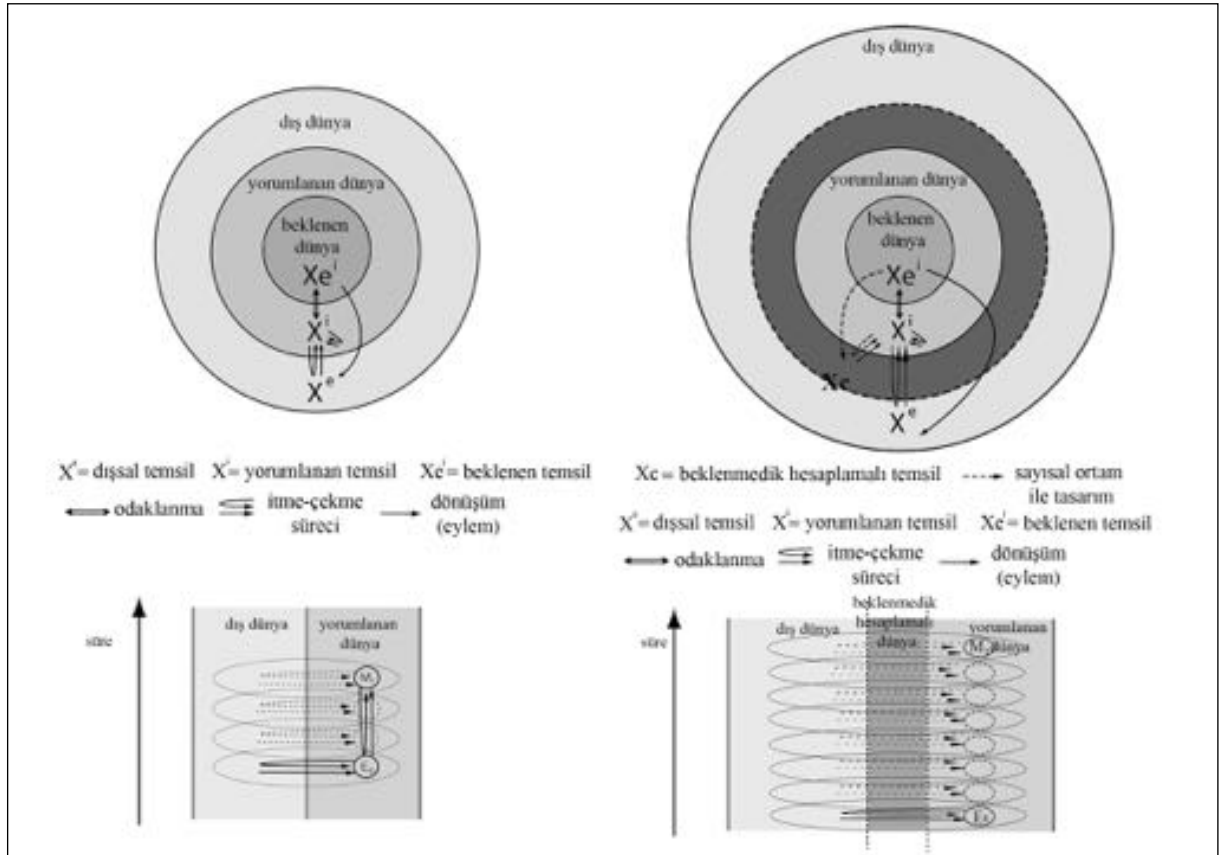 dış dünya
yorumlanan dünya
beklenen
dünya
Xe^i
X^i
X^e
X^e= dışsal temsil X^i= yorumlanan temsil Xe^i= beklenen temsil
odaklanma itme-çekme dönüşüm
süreci (eylem)
süre
dış dünya yorumlanan
dünya
dış dünya
yorumlanan dünya
beklenen
dünya
Xe^i
X^i
Xc
X^e
Xc = beklenmedik hesaplamalı temsil sayısal ortam
ile tasarım
X^e= dışsal temsil X^i= yorumlanan temsil Xe^i= beklenen temsil
odaklanma itme-çekme dönüşüm
süreci (eylem)
süre
dış dünya beklenmedik yorumlanan
hesaplamalı dünya
dünya